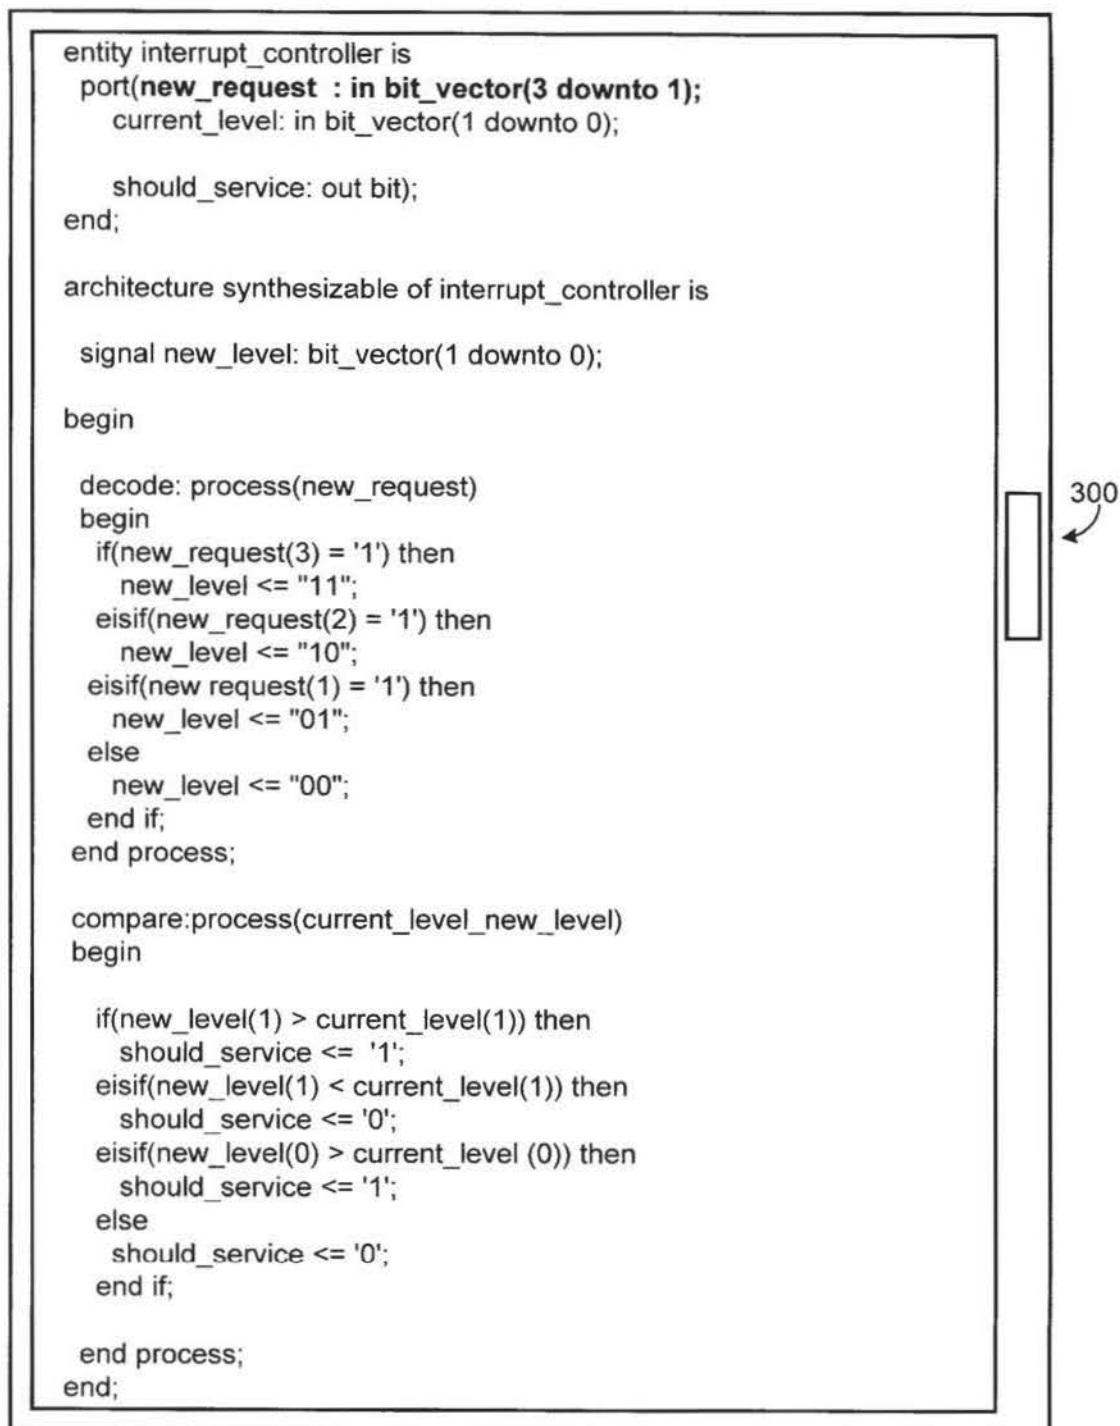 entity interrupt_controller is
port(new_request : in bit_vector(3 downto 1);
current_level: in bit_vector(1 downto 0);
should_service: out bit);
end;
architecture synthesizable of interrupt_controller is
signal new_level: bit_vector(1 downto 0);
begin
decode: process(new_request)
begin
if(new_request(3) = '1') then
new_level <= "11";
eisif(new_request(2) = '1') then
new_level <= "10";
eisif(new request(1) = '1') then
new_level <= "01";
else
new_level <= "00";
end if;
end process;
compare:process(current_level_new_level)
begin
if(new_level(1) > current_level(1)) then
should_service <= '1';
eisif(new_level(1) < current_level(1)) then
should_service <= '0';
eisif(new_level(0) > current_level (0)) then
should_service <= '1';
else
should_service <= '0';
end if;
end process;
end;
300